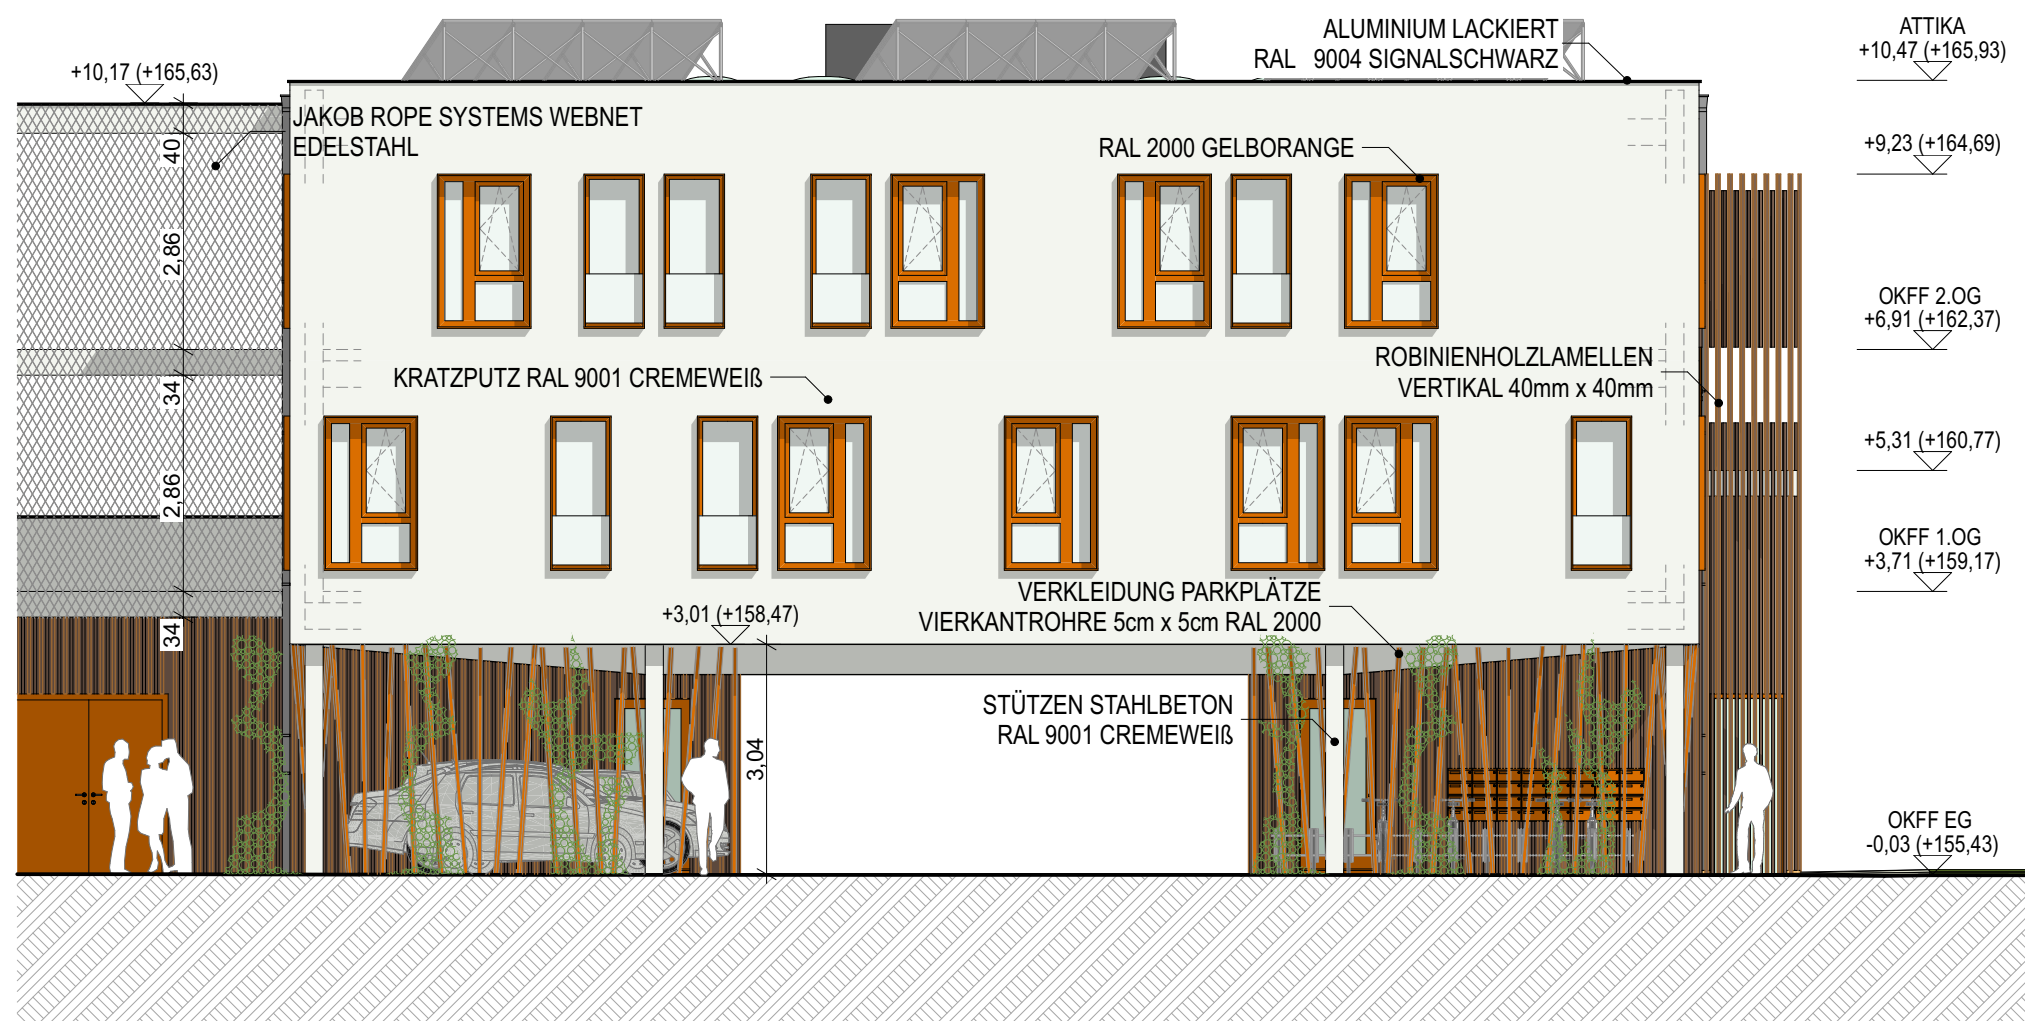 ALUMINIUM LACKIERT
RAL 9004 SIGNALSCHWARZ
ATTIKA
+10,47 (+165,93)
+10,17 (+165,63)
JAKOB ROPE SYSTEMS WEBNET
EDELSTAHL
40
RAL 2000 GELBORANGE
+9,23 (+164,69)
2,86
OKFF 2.OG
+6,91 (+162,37)
ROBINIENHOLZLAMELLEN
VERTIKAL 40mm x 40mm
KRATZPUTZ RAL 9001 CREMEWEIß
34
+5,31 (+160,77)
2,86
OKFF 1.OG
+3,71 (+159,17)
VERKLEIDUNG PARKPLÄTZE
VIERKANTROHRE 5cm x 5cm RAL 2000
+3,01 (+158,47)
34
STÜTZEN STAHLBETON
RAL 9001 CREMEWEIß
3,04
OKFF EG
-0,03 (+155,43)